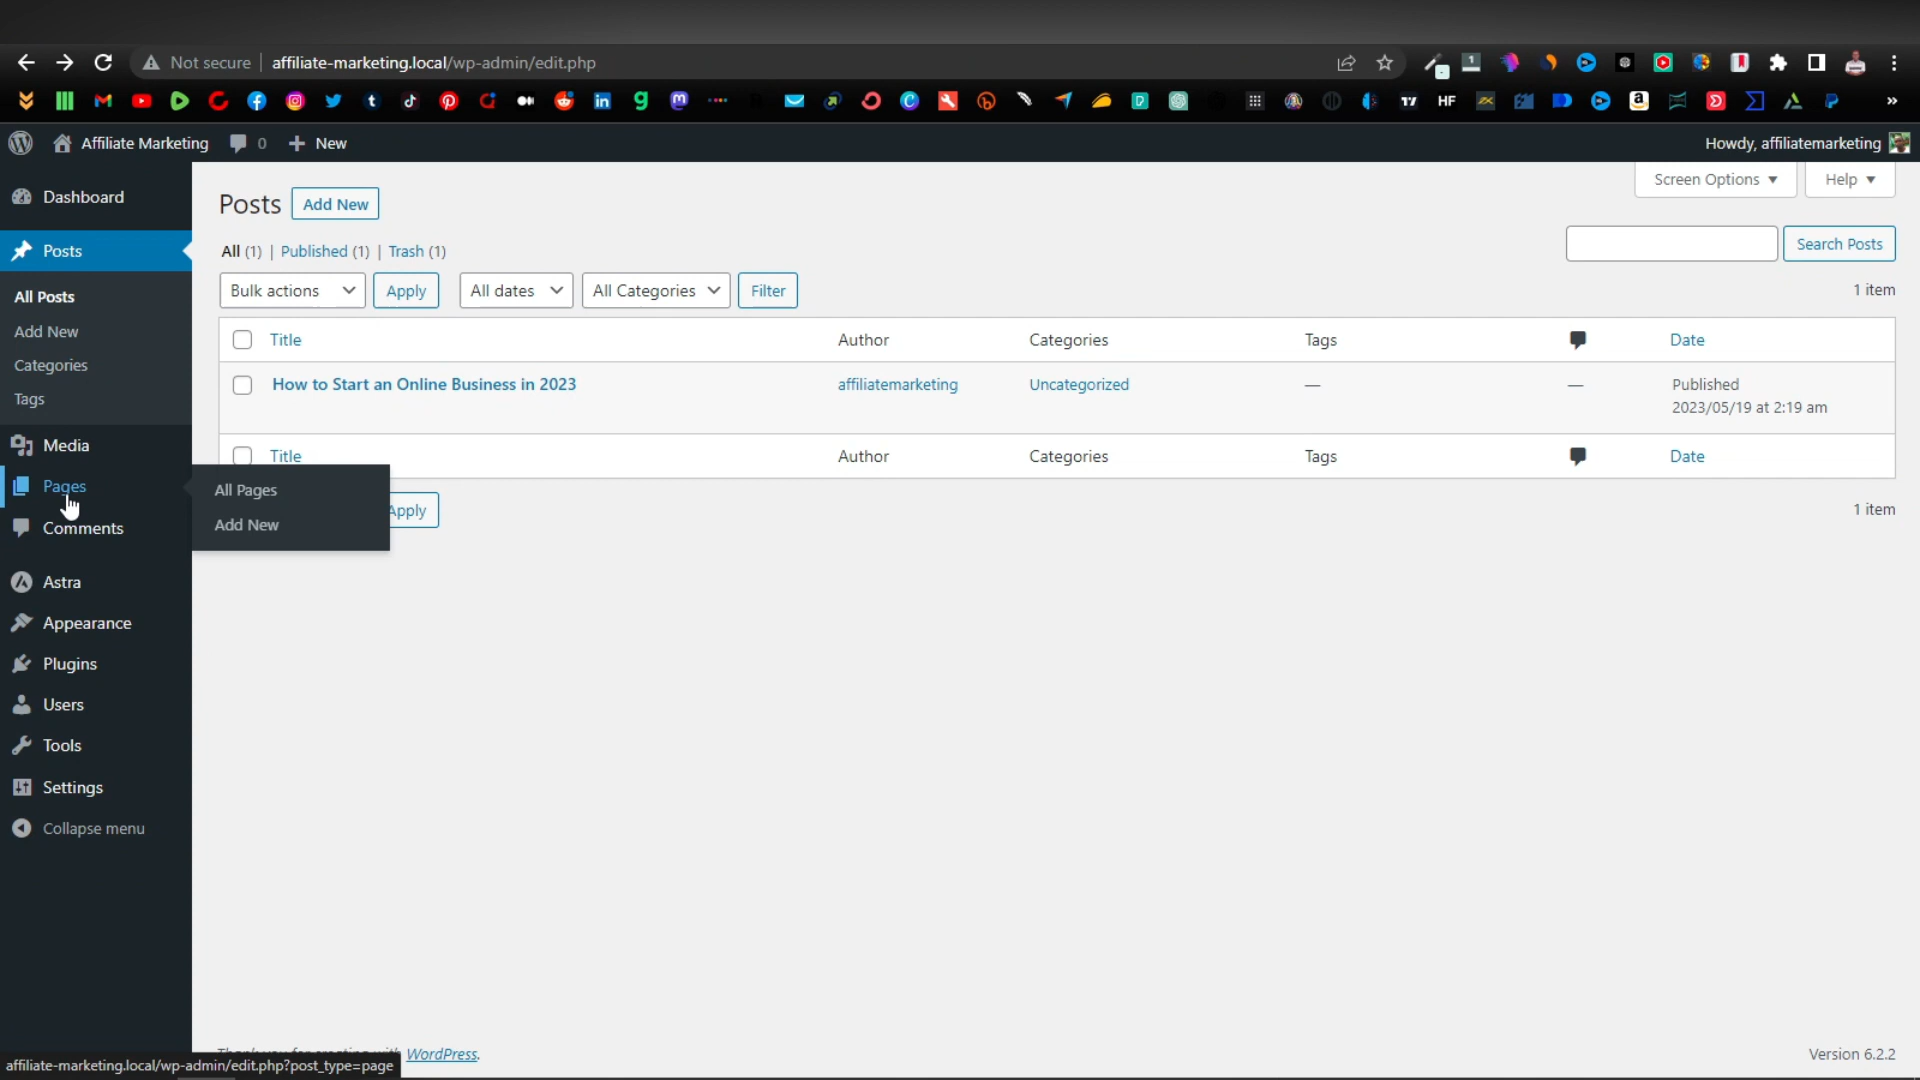 Not secure affiliate-marketing.local/wp-admin/edit.php
Affiliate Marketing 0 New Howdy, affiliatemarketing
Screen Options Help
Dashboard
Posts
All Posts
Add New
Categories
Tags
Media
Pages
Comments
Astra
Appearance
Plugins
Users
Tools
Settings
Collapse menu
All Pages
Add New
Posts Add New
All (1) | Published (1) | Trash (1)
Search Posts
Bulk actions Apply All dates All Categories Filter 1 item
Title Author Categories Tags Date
How to Start an Online Business in 2023 affiliatemarketing Uncategorized — — Published
2023/05/19 at 2:19 am
Title Author Categories Tags Date
Apply 1 item
WordPress. Version 6.2.2
affiliate-marketing.local/wp-admin/edit.php?post_type=page